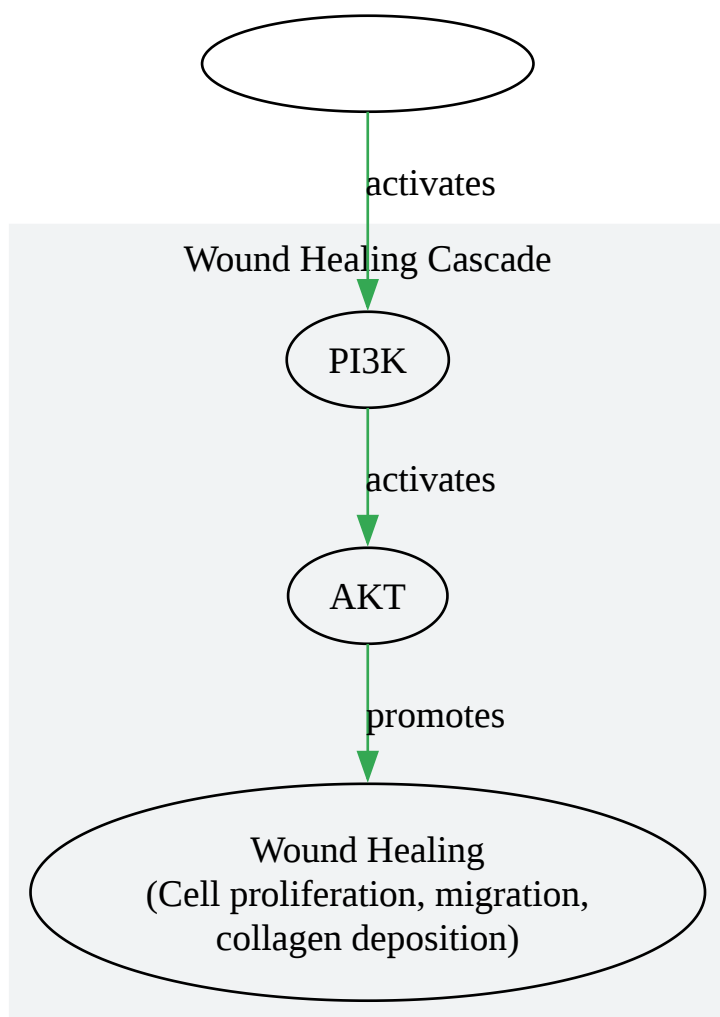 activates
Wound Healing Cascade
PI3K
activates
AKT
promotes
Wound Healing
(Cell proliferation, migration,
collagen deposition)